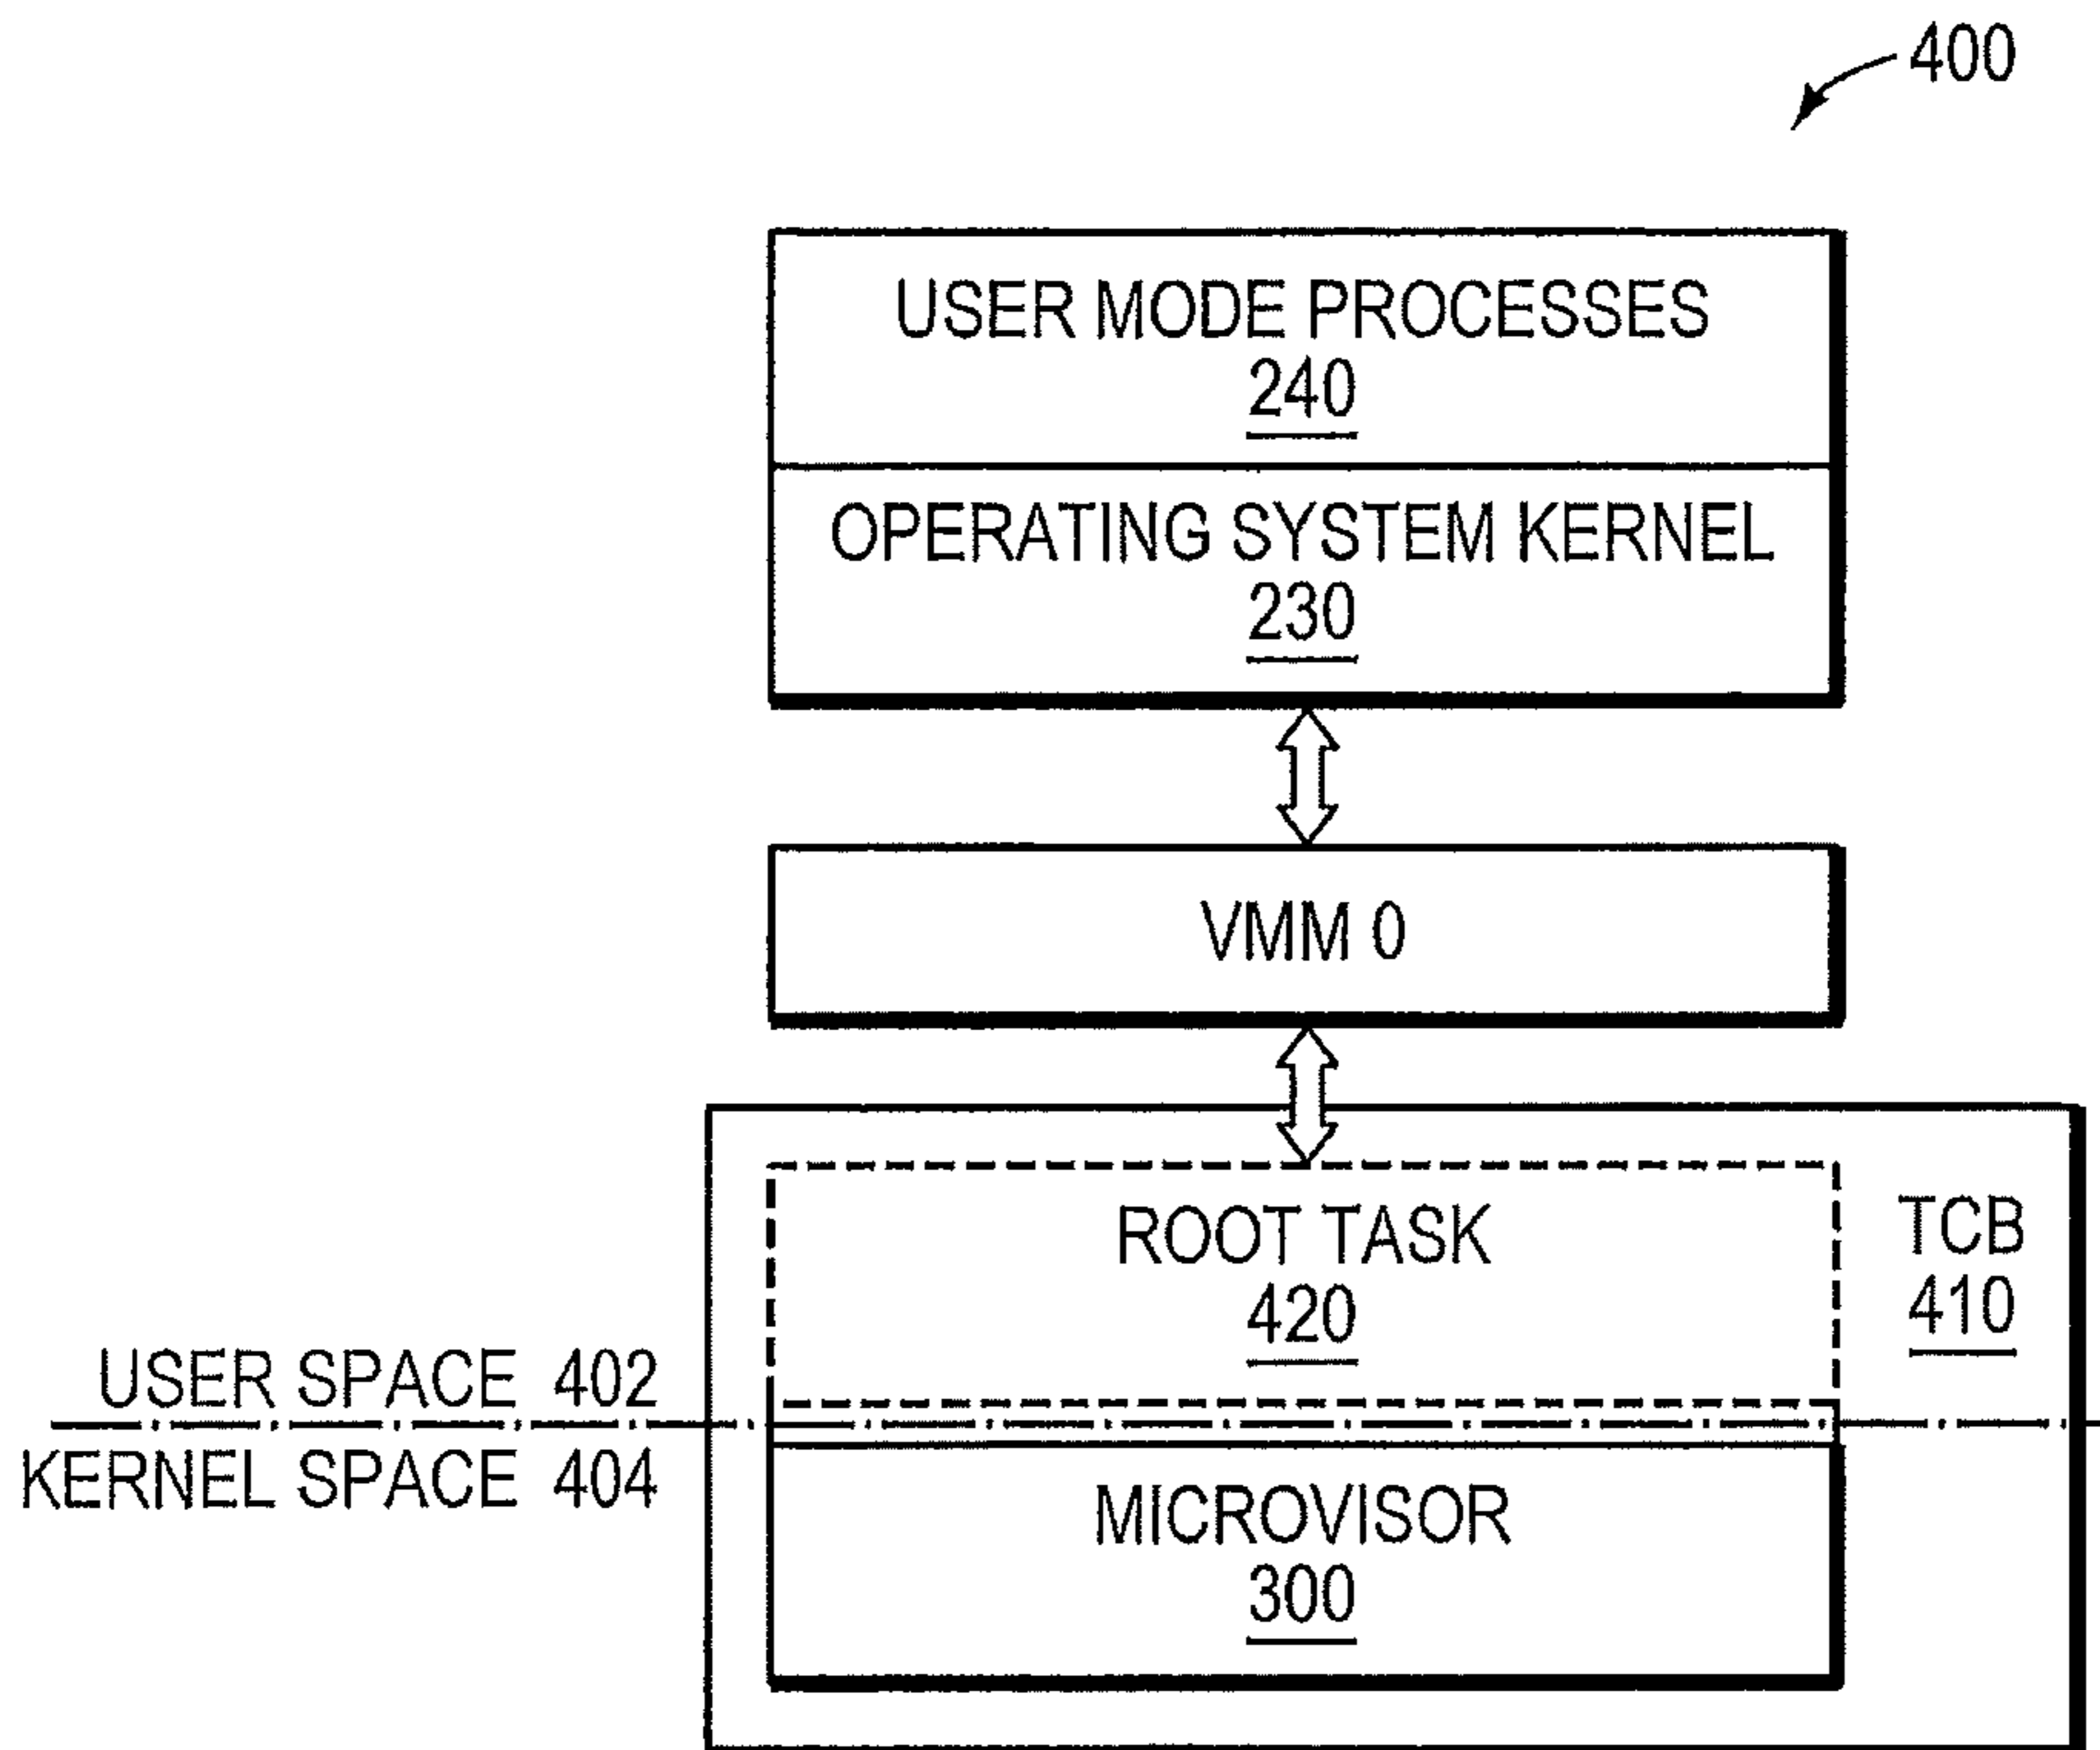 400
USER MODE PROCESSES
240
OPERATING SYSTEM KERNEL
230
VMM 0
ROOT TASK
420
TCB
410
USER SPACE 402
KERNEL SPACE 404
MICROVISOR
300